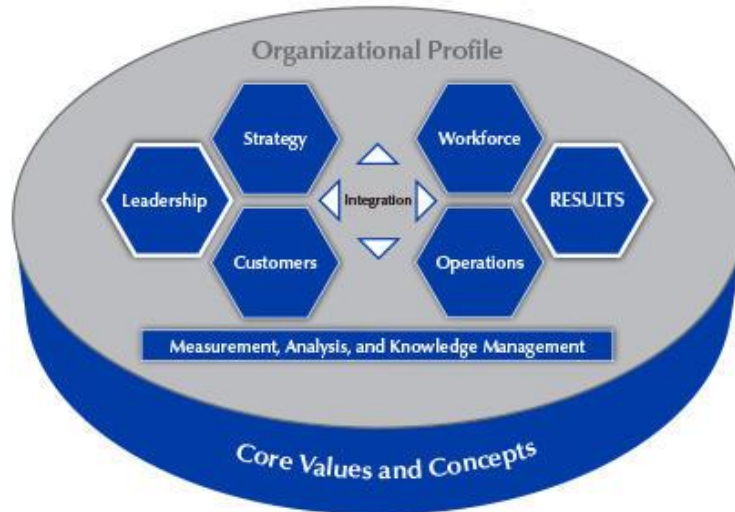 Organizational Profile
Strategy
Workforce
Leadership
Integration
RESULTS
Customers
Operations
Measurement, Analysis, and Knowledge Management
Core Values and Concepts